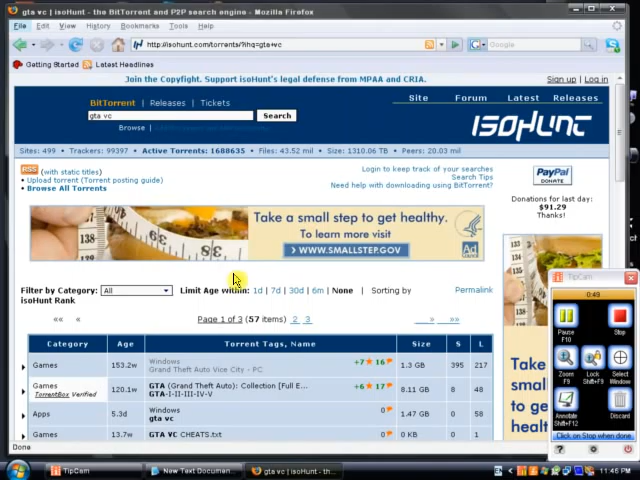 gta vc | isoHunt - the BitTorrent and P2P search engine - Mozilla Firefox
File Edit View History Bookmarks Tools Help
http://isohunt.com/torrents/?ihq=gta+vc
Google
Getting Started Latest Headlines
Join the Copyfight. Support isoHunt's legal defense from MPAA and CRIA.
Sign up | Log in
BitTorrent | Releases | Tickets
Site Forum Latest Releases
gta vc Search
Browse |
isoHunt
Sites: 499 • Trackers: 99397 • Active Torrents: 1680635 • Files: 43.52 mil • Size: 1310.06 TB • Peers: 20.03 mil
RSS (with static titles)
• Upload torrent (Torrent posting guide)
• Browse All Torrents
Login to keep track of your searches
Search Tips
Need help with downloading using BitTorrent?
PayPal
DONATE
Donations for last day:
$91.29
Thanks!
Take a small step to get healthy.
To learn more visit
WWW.SMALLSTEP.GOV
Ad
Council
138
Filter by Category: All Limit Age within: 1d | 7d | 30d | 6m | None | Sorting by
isoHunt Rank
Permalink
«« « Page 1 of 3 (57 items) 2 3 » »»
Category Age Torrent Tags, Name Size S L
Games 153.2w Windows +7 16 1.3 GB 395 217
Grand Theft Auto Vice City - PC
Games 120.1w GTA (Grand Theft Auto): Collection [Full E... +6 17 8.11 GB 8 48
TorrentBox Verified GTA-I-II-III-IV-V
Apps 5.3d Windows 0 1.47 GB 0 58
gta vc
Games 13.7w GTA VC CHEATS.txt 0 0 KB 0 1
135
138
Take
step
to le
TipCam
0:49
Pause
F10
Stop
Zoom
F9
Lock
Shift+F9
Select
Window
Annotate
Shift+F12
Discard
Click on Stop when done
Done
TipCam
New Text Documen...
gta vc | isoHunt - th...
EN
11:46 PM